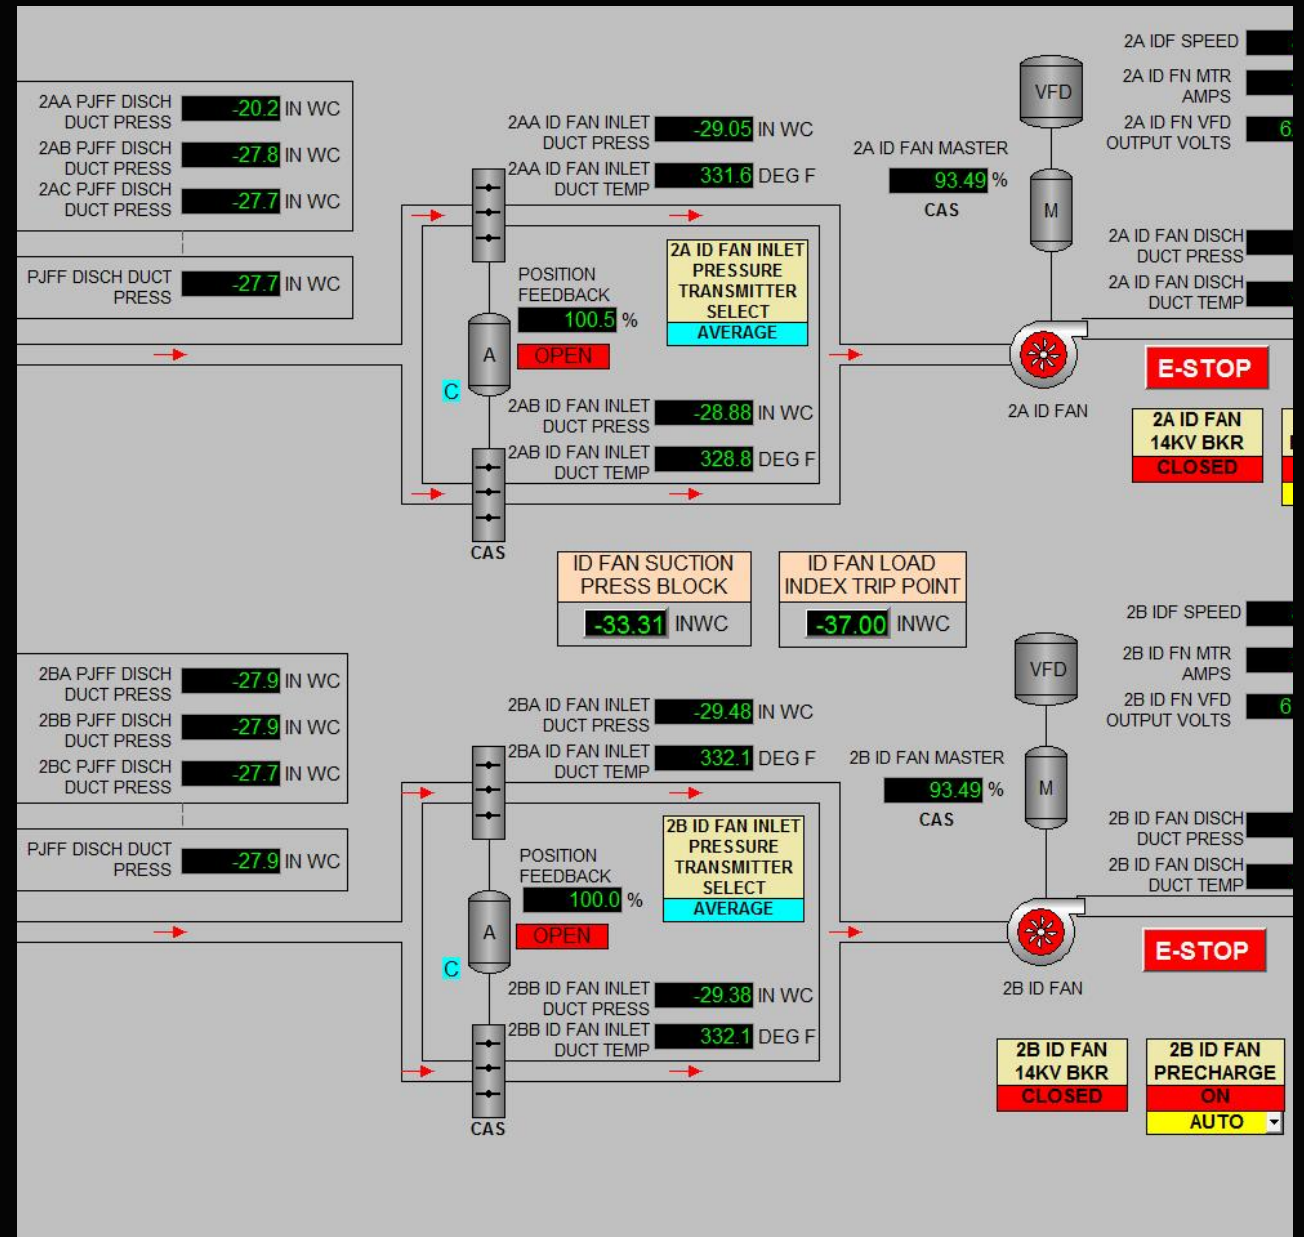 2A IDF SPEED
2A ID FN MTR
AMPS
2A ID FN VFD
OUTPUT VOLTS
VFD
2AA PJFF DISCH
DUCT PRESS
-20.2 IN WC
2AB PJFF DISCH
DUCT PRESS
-27.8 IN WC
2AC PJFF DISCH
DUCT PRESS
-27.7 IN WC
PJFF DISCH DUCT
PRESS
-27.7 IN WC
2AA ID FAN INLET
DUCT PRESS
-29.05 IN WC
2AA ID FAN INLET
DUCT TEMP
331.6 DEG F
2A ID FAN MASTER
93.49 %
CAS
M
2A ID FAN DISCH
DUCT PRESS
2A ID FAN DISCH
DUCT TEMP
POSITION
FEEDBACK
100.5 %
OPEN
A
C
2A ID FAN INLET
PRESSURE
TRANSMITTER
SELECT
AVERAGE
2AB ID FAN INLET
DUCT PRESS
-28.88 IN WC
2AB ID FAN INLET
DUCT TEMP
328.8 DEG F
CAS
2A ID FAN
E-STOP
2A ID FAN
14KV BKR
CLOSED
ID FAN SUCTION
PRESS BLOCK
-33.31 INWC
ID FAN LOAD
INDEX TRIP POINT
-37.00 INWC
2B IDF SPEED
2B ID FN MTR
AMPS
2B ID FN VFD
OUTPUT VOLTS
VFD
2BA PJFF DISCH
DUCT PRESS
-27.9 IN WC
2BB PJFF DISCH
DUCT PRESS
-27.9 IN WC
2BC PJFF DISCH
DUCT PRESS
-27.7 IN WC
PJFF DISCH DUCT
PRESS
-27.9 IN WC
2BA ID FAN INLET
DUCT PRESS
-29.48 IN WC
2BA ID FAN INLET
DUCT TEMP
332.1 DEG F
2B ID FAN MASTER
93.49 %
CAS
M
2B ID FAN DISCH
DUCT PRESS
2B ID FAN DISCH
DUCT TEMP
POSITION
FEEDBACK
100.0 %
OPEN
A
C
2B ID FAN INLET
PRESSURE
TRANSMITTER
SELECT
AVERAGE
2BB ID FAN INLET
DUCT PRESS
-29.38 IN WC
2BB ID FAN INLET
DUCT TEMP
332.1 DEG F
CAS
2B ID FAN
E-STOP
2B ID FAN
14KV BKR
CLOSED
2B ID FAN
PRECHARGE
ON
AUTO